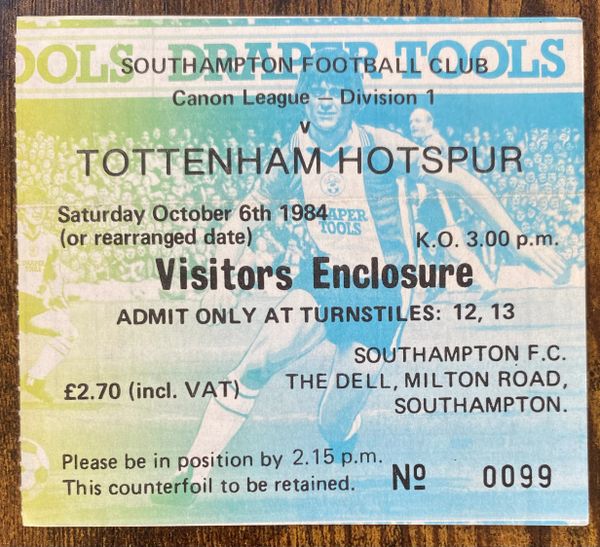 OOLS DRAPER TOOLS
SOUTHAMPTON FOOTBALL CLUB
Canon League – Division 1
v
TOTTENHAM HOTSPUR
Saturday October 6th 1984
(or rearranged date)
K.O. 3.00 p.m.
DRAPER
TOOLS
Visitors Enclosure
ADMIT ONLY AT TURNSTILES: 12, 13
SOUTHAMPTON F.C.
£2.70 (incl. VAT)
THE DELL, MILTON ROAD,
SOUTHAMPTON.
Please be in position by 2.15 p.m.
This counterfoil to be retained.
Nº 0099